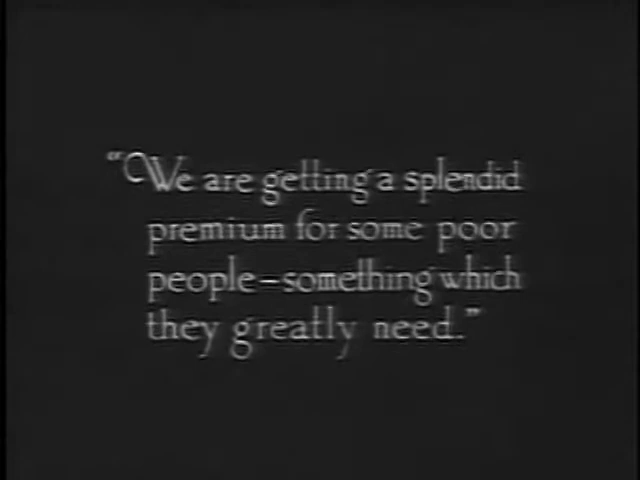 “We are getting a splendid
premium for some poor
people—something which
they greatly need.”